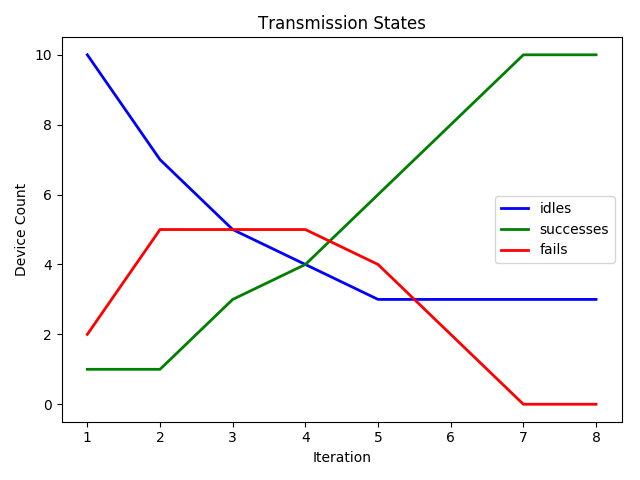 Transmission States
Device Count
10
8
6
4
2
0
idles
successes
fails
1 2 3 4 5 6 7 8
Iteration